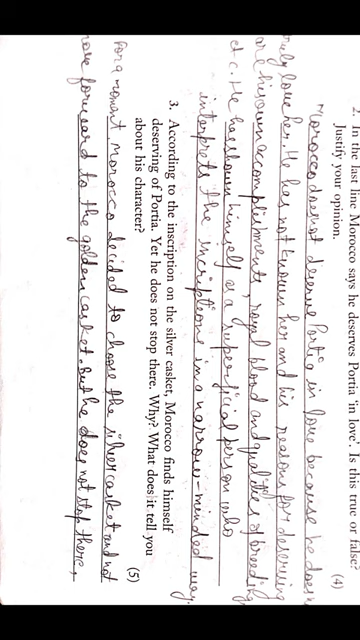 2. In the last line Morocco says he deserves Portia 'in love'. Is this true or false?
Justify your opinion. (4)
Morocco does not deserve Portia in love because he doesn
truly love her. He has not known her and his reasons for deserving
are his own accomplishments, royal blood and qualities of breeding
etc. He has shown himself as a superficial person who
interprets the incriptions in a narrow-minded way.
3. According to the inscription on the silver casket, Morocco finds himself
deserving of Portia. Yet he does not stop there. Why? What does it tell you
about his character? (5)
For a moment Morocco decided to choose the silver casket and not
move forward to the golden casket. But he does not stop there,